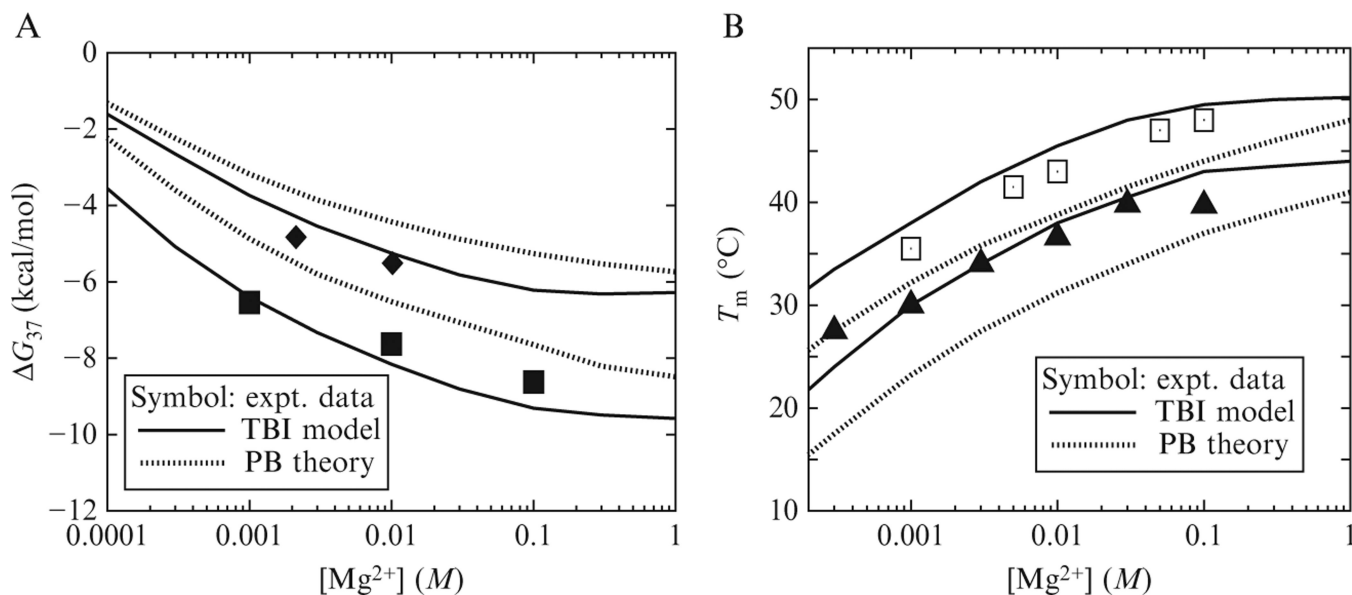 A
0
−2
−4
−6
−8
−10
−12
ΔG37 (kcal/mol)
Symbol: expt. data
TBI model
PB theory
0.0001
0.001
0.01
0.1
1
[Mg2+] (M)
B
50
40
30
20
10
Tm (°C)
Symbol: expt. data
TBI model
PB theory
0.001
0.01
0.1
1
[Mg2+] (M)